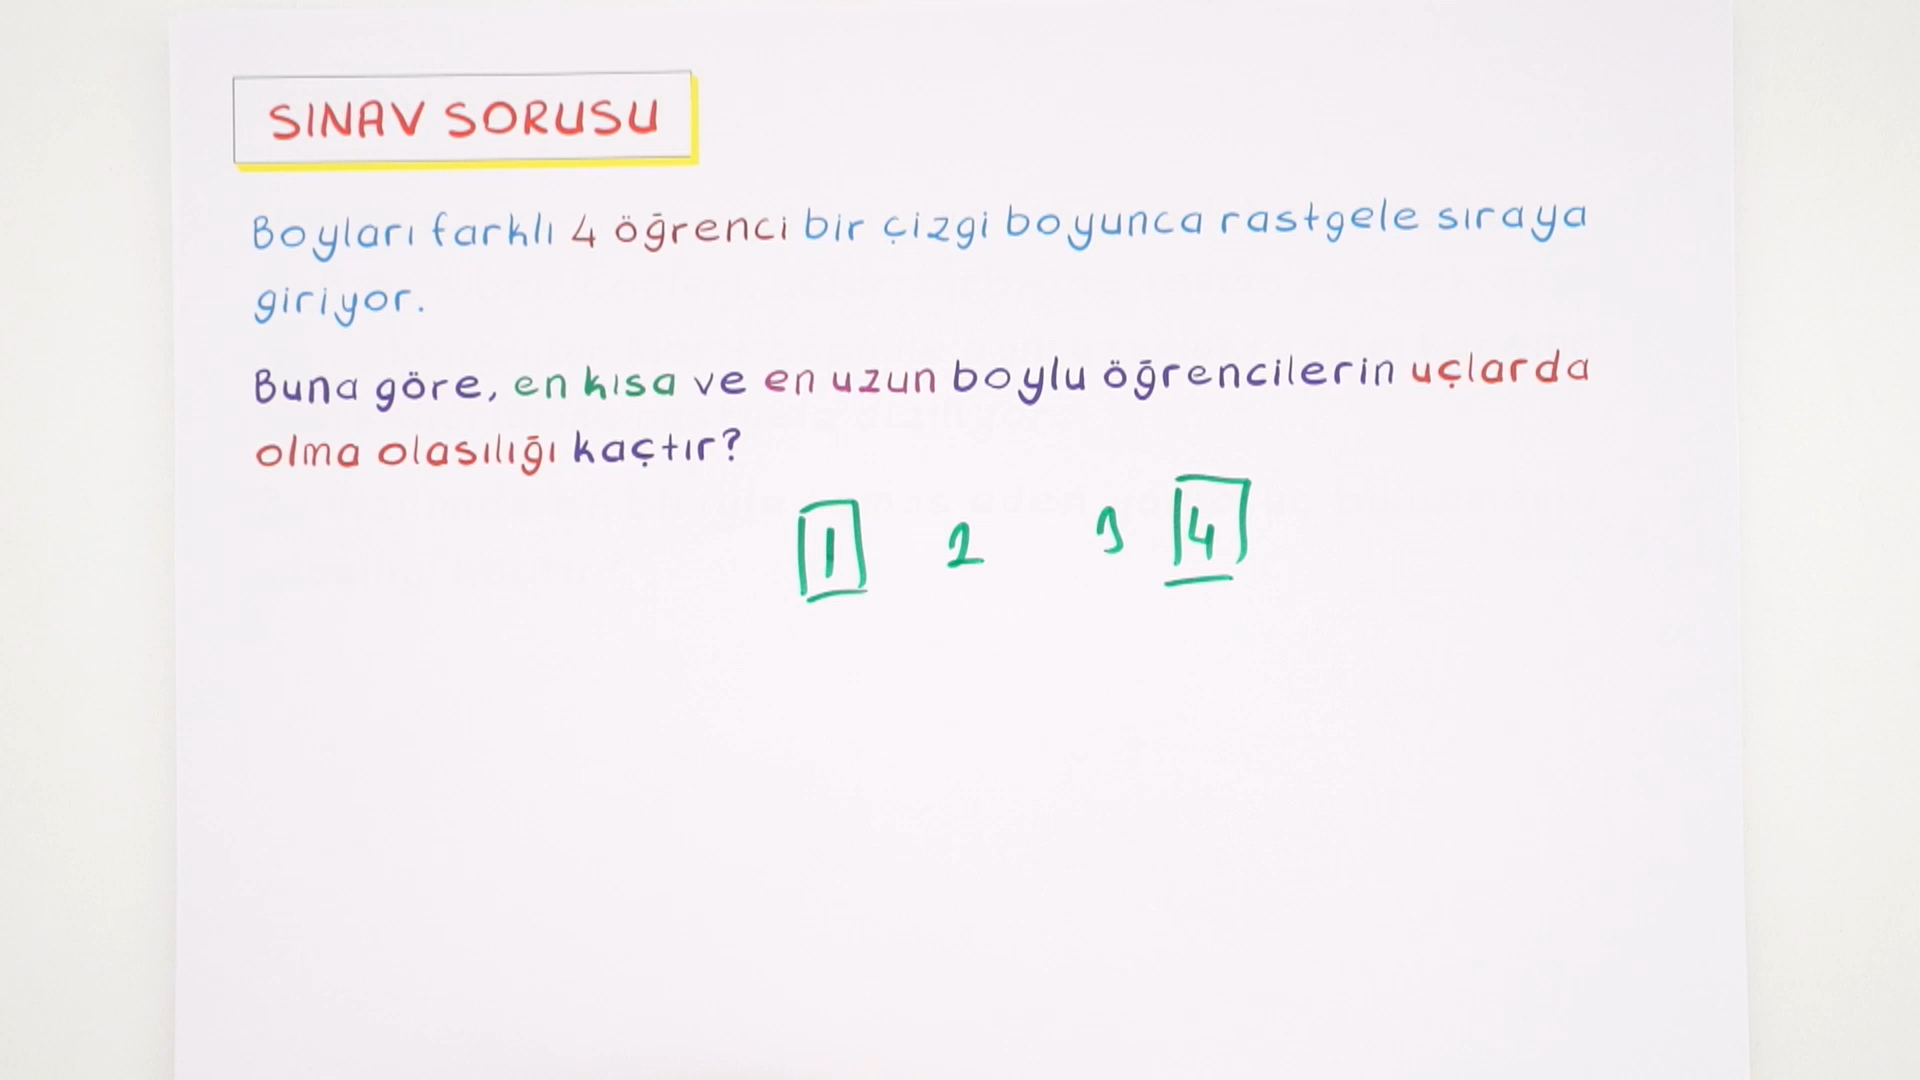 SINAV SORUSU
Boyları farklı 4 öğrenci bir çizgi boyunca rastgele sıraya
giriyor.
Buna göre, en kısa ve en uzun boylu öğrencilerin uçlarda
olma olasılığı kaçtır?
1 2 3 4